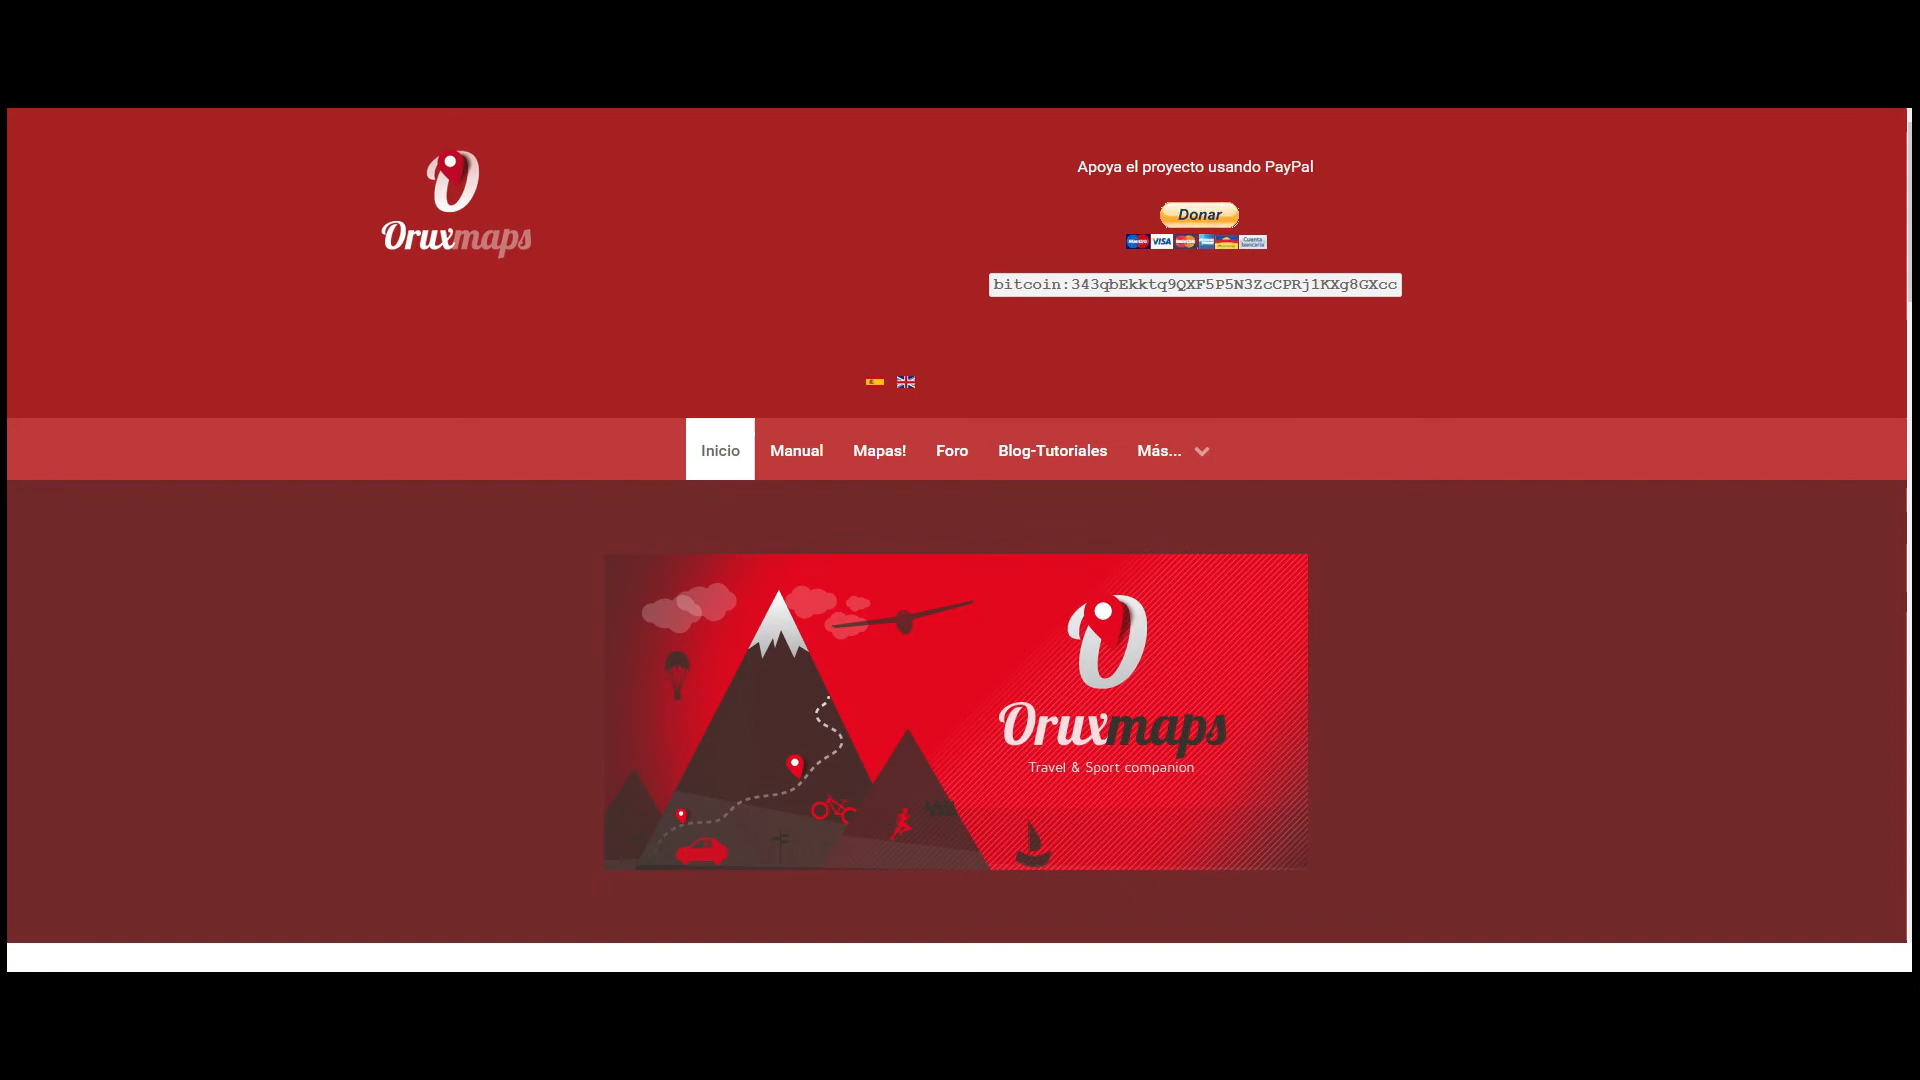 Oruxmaps
Apoya el proyecto usando PayPal
Donar
VISA
bitcoin:343qbEkktq9QXF5P5N3ZcCPRj1KXg8GXcc
Inicio
Manual
Mapas!
Foro
Blog-Tutoriales
Más...
Oruxmaps
Travel & Sport companion